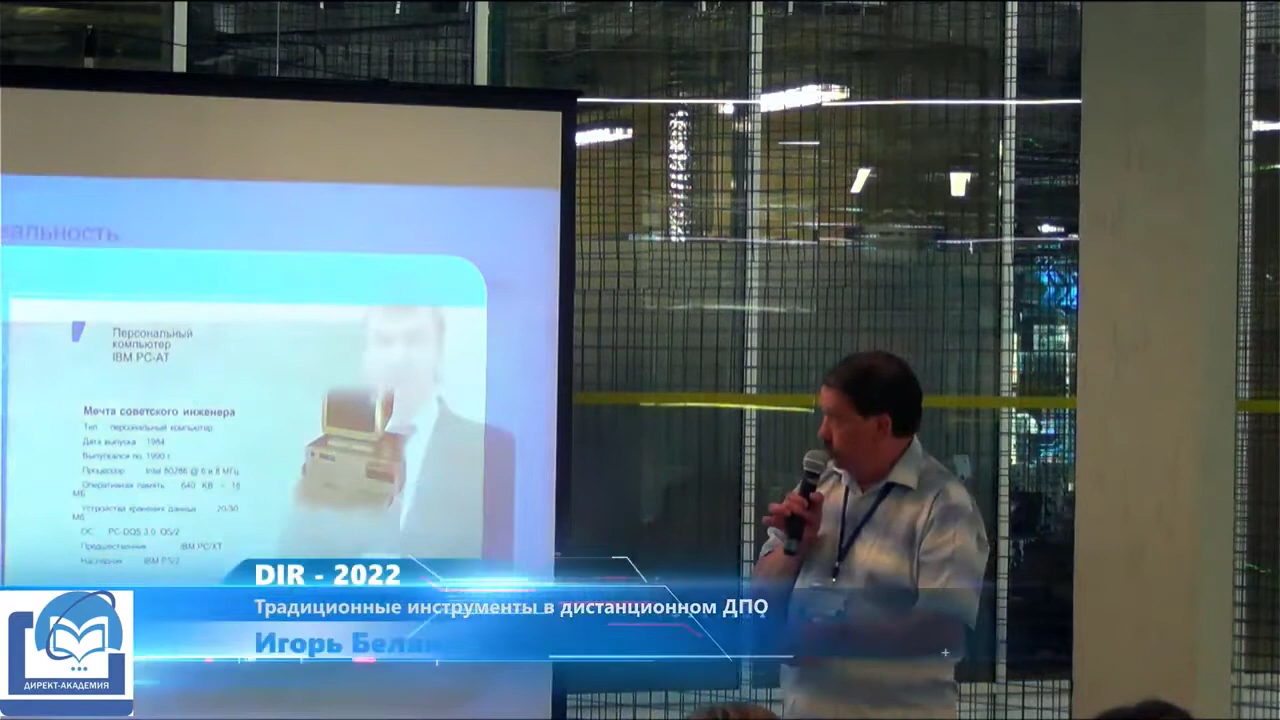 еальность
Персональный
компьютер
IBM PC-AT
Мечта советского инженера
Тип персональный компьютер
Дата выпуска 1984
Выпускался по 1990 г.
Процессор Intel 80286 @ 6 и 8 МГц
Оперативная память 640 KB – 16
МБ
Устройства хранения данных 20-30
МБ
ОС PC-DOS 3.0 OS/2
Предшественник IBM PC/XT
Наследник IBM PS/2
DIR - 2022
Традиционные инструменты в дистанционном ДПО
Игорь
ДИРЕКТ-АКАДЕМИЯ